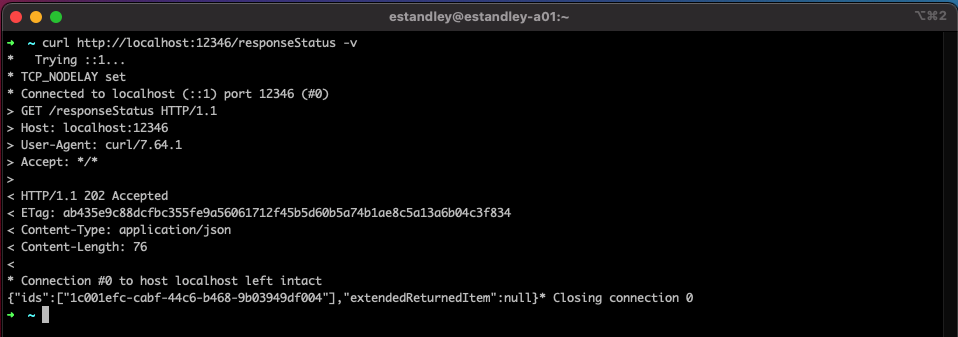 estandley@estandley-a01:~
⌥⌘2
➜  ~ curl http://localhost:12346/responseStatus -v
*   Trying ::1...
* TCP_NODELAY set
* Connected to localhost (::1) port 12346 (#0)
> GET /responseStatus HTTP/1.1
> Host: localhost:12346
> User-Agent: curl/7.64.1
> Accept: */*
>
< HTTP/1.1 202 Accepted
< ETag: ab435e9c88dcfbc355fe9a56061712f45b5d60b5a74b1ae8c5a13a6b04c3f834
< Content-Type: application/json
< Content-Length: 76
<
* Connection #0 to host localhost left intact
{"ids":["1c001efc-cabf-44c6-b468-9b03949df004"],"extendedReturnedItem":null}* Closing connection 0
➜  ~